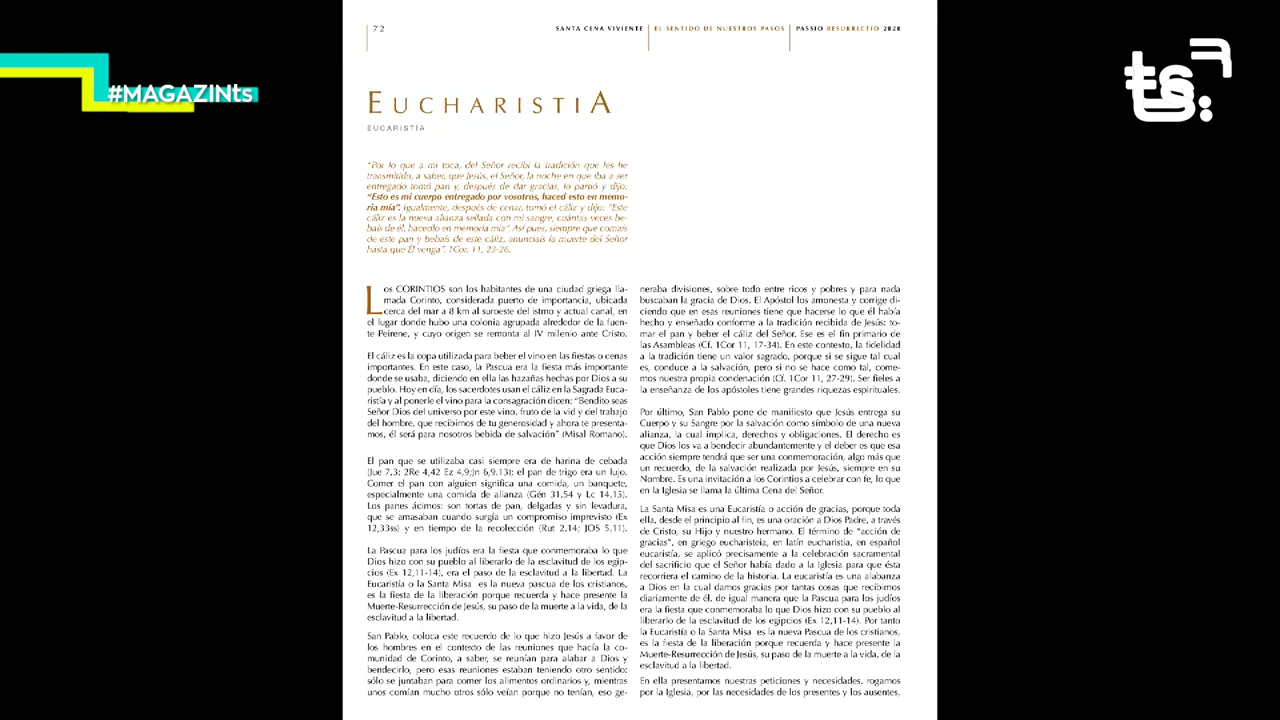 72
SANTA CENA VIVIENTE | EL SENTIDO DE NUESTROS PASOS | PASSIO RESURRECTIO 2020
#MAGAZINts
ts
EUCHARISTIA
EUCARISTÍA
"Por lo que a mi toca, del Señor recibí la tradición que les he
transmitido, a saber, que Jesús, el Señor, la noche en que iba a ser
entregado tomó pan y, después de dar gracias, lo partió y dijo:
"Esto es mi cuerpo entregado por vosotros, haced esto en memo-
ria mía". Igualmente, después de cenar, tomó el cáliz y dijo: "Este
cáliz es la nueva alianza sellada con mi sangre, cuántas veces be-
báis de él, hacedlo en memoria mía". Así pues, siempre que comáis
de este pan y bebáis de este cáliz, anunciáis la muerte del Señor
hasta que Él venga". 1Cor. 11, 23-26.
Los CORINTIOS son los habitantes de una ciudad griega lla-
mada Corinto, considerada puerto de importancia, ubicada
cerca del mar a 8 km al suroeste del istmo y actual canal, en
el lugar donde hubo una colonia agrupada alrededor de la fuen-
te Peirene, y cuyo origen se remonta al IV milenio ante Cristo.
El cáliz es la copa utilizada para beber el vino en las fiestas o cenas
importantes. En este caso, la Pascua era la fiesta más importante
donde se usaba, diciendo en ella las hazañas hechas por Dios a su
pueblo. Hoy en día, los sacerdotes usan el cáliz en la Sagrada Euca-
ristía y al ponerle el vino para la consagración dicen: "Bendito seas
Señor Dios del universo por este vino, fruto de la vid y del trabajo
del hombre, que recibimos de tu generosidad y ahora te presenta-
mos, él será para nosotros bebida de salvación" (Misal Romano).
El pan que se utilizaba casi siempre era de harina de cebada
(Jue 7,3; 2Re 4,42 Ez 4,9;Jn 6,9.13); el pan de trigo era un lujo.
Comer el pan con alguien significa una comida, un banquete,
especialmente una comida de alianza (Gén 31,54 y Lc 14,15).
Los panes ácimos: son tortas de pan, delgadas y sin levadura,
que se amasaban cuando surgía un compromiso imprevisto (Ex
12,33ss) y en tiempo de la recolección (Rut 2,14; JOS 5,11).
La Pascua para los judíos era la fiesta que conmemoraba lo que
Dios hizo con su pueblo al liberarlo de la esclavitud de los egip-
cios (Ex 12,11-14), era el paso de la esclavitud a la libertad. La
Eucaristía o la Santa Misa es la nueva pascua de los cristianos,
es la fiesta de la liberación porque recuerda y hace presente la
Muerte-Resurrección de Jesús, su paso de la muerte a la vida, de la
esclavitud a la libertad.
San Pablo, coloca este recuerdo de lo que hizo Jesús a favor de
los hombres en el contexto de las reuniones que hacía la co-
munidad de Corinto, a saber, se reunían para alabar a Dios y
bendecirlo, pero esas reuniones estaban teniendo otro sentido:
sólo se juntaban para comer los alimentos ordinarios y, mientras
unos comían mucho otros sólo veían porque no tenían, eso ge-
neraba divisiones, sobre todo entre ricos y pobres y para nada
buscaban la gracia de Dios. El Apóstol los amonesta y corrige di-
ciendo que en esas reuniones tiene que hacerse lo que él había
hecho y enseñado conforme a la tradición recibida de Jesús: to-
mar el pan y beber el cáliz del Señor. Ese es el fin primario de
las Asambleas (Cf. 1Cor 11, 17-34). En este contexto, la fidelidad
a la tradición tiene un valor sagrado, porque si se sigue tal cual
es, conduce a la salvación, pero si no se hace como tal, come-
mos nuestra propia condenación (Cf. 1Cor 11, 27-29). Ser fieles a
la enseñanza de los apóstoles tiene grandes riquezas espirituales.
Por último, San Pablo pone de manifiesto que Jesús entrega su
Cuerpo y su Sangre por la salvación como símbolo de una nueva
alianza, la cual implica, derechos y obligaciones. El derecho es
que Dios los va a bendecir abundantemente y el deber es que esa
acción siempre tendrá que ser una conmemoración, algo más que
un recuerdo, de la salvación realizada por Jesús, siempre en su
Nombre. Es una invitación a los Corintios a celebrar con fe, lo que
en la Iglesia se llama la última Cena del Señor.
La Santa Misa es una Eucaristía o acción de gracias, porque toda
ella, desde el principio al fin, es una oración a Dios Padre, a través
de Cristo, su Hijo y nuestro hermano. El término de "acción de
gracias", en griego eucharisteia, en latín eucharistia, en español
eucaristía, se aplicó precisamente a la celebración sacramental
del sacrificio que el Señor había dado a la Iglesia para que ésta
recorriera el camino de la historia. La eucaristía es una alabanza
a Dios en la cual damos gracias por tantas cosas que recibimos
diariamente de él, de igual manera que la Pascua para los judíos
era la fiesta que conmemoraba lo que Dios hizo con su pueblo al
liberarlo de la esclavitud de los egipcios (Ex 12,11-14). Por tanto
la Eucaristía o la Santa Misa es la nueva Pascua de los cristianos,
es la fiesta de la liberación porque recuerda y hace presente la
Muerte-Resurrección de Jesús, su paso de la muerte a la vida, de la
esclavitud a la libertad.
En ella presentamos nuestras peticiones y necesidades, rogamos
por la Iglesia, por las necesidades de los presentes y los ausentes,